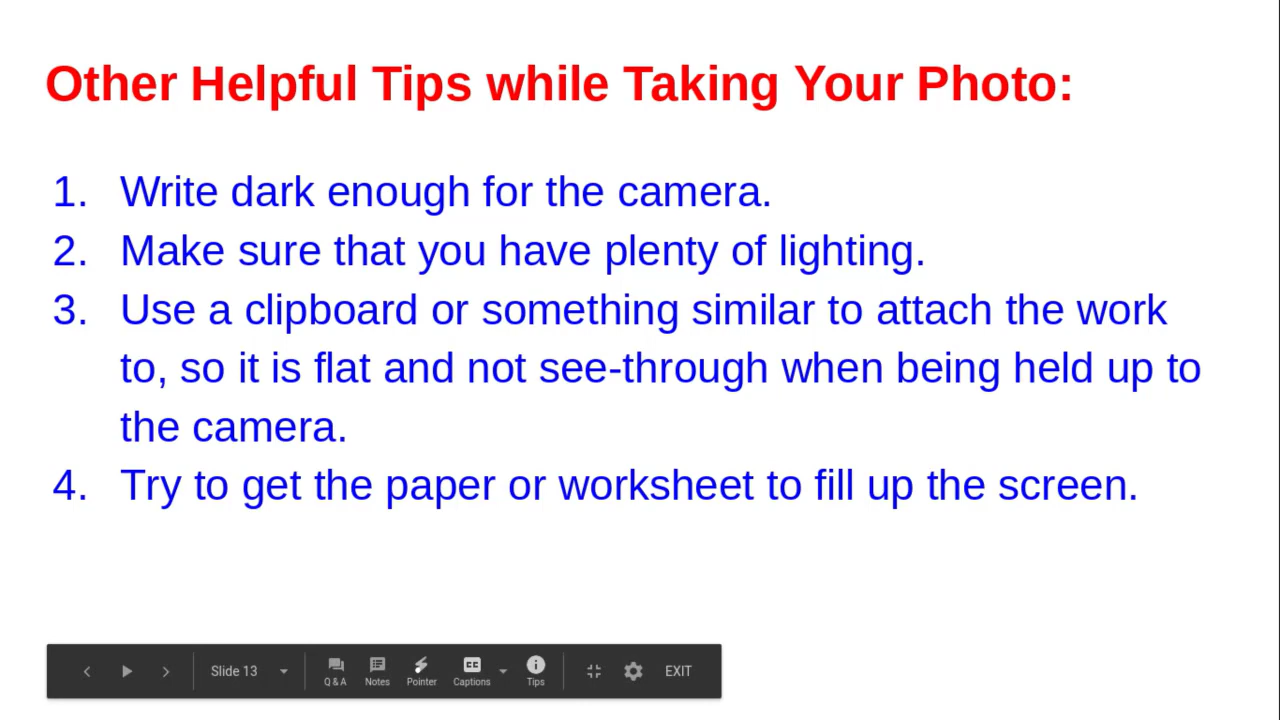 Other Helpful Tips while Taking Your Photo:
1. Write dark enough for the camera.
2. Make sure that you have plenty of lighting.
3. Use a clipboard or something similar to attach the work
to, so it is flat and not see-through when being held up to
the camera.
4. Try to get the paper or worksheet to fill up the screen.
Slide 13 Q & A Notes Pointer CC Captions Tips EXIT